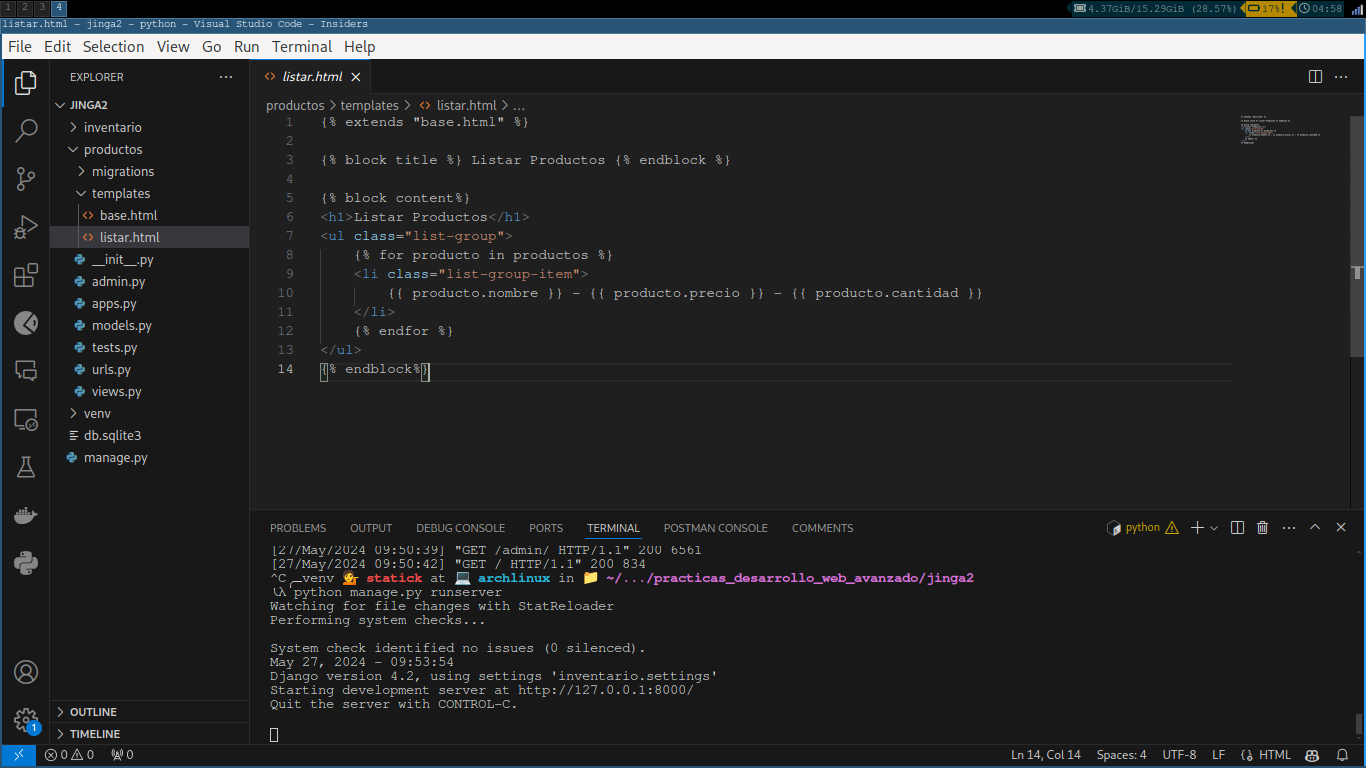 1 2 3 4
4.37GiB/15.29GiB (28.57%) 17%! 04:58
listar.html - jinga2 - python - Visual Studio Code - Insiders
File Edit Selection View Go Run Terminal Help
EXPLORER
JINGA2
inventario
productos
migrations
templates
base.html
listar.html
__init__.py
admin.py
apps.py
models.py
tests.py
urls.py
views.py
venv
db.sqlite3
manage.py
OUTLINE
TIMELINE
1
listar.html
productos > templates > listar.html > ...
1 {% extends "base.html" %}
2
3 {% block title %} Listar Productos {% endblock %}
4
5 {% block content%}
6 <h1>Listar Productos</h1>
7 <ul class="list-group">
8 {% for producto in productos %}
9 <li class="list-group-item">
10 {{ producto.nombre }} - {{ producto.precio }} - {{ producto.cantidad }}
11 </li>
12 {% endfor %}
13 </ul>
14 {% endblock%}
PROBLEMS OUTPUT DEBUG CONSOLE PORTS TERMINAL POSTMAN CONSOLE COMMENTS
python
[27/May/2024 09:50:39] "GET /admin/ HTTP/1.1" 200 6561
[27/May/2024 09:50:42] "GET / HTTP/1.1" 200 834
^C venv 💁 statick at 💻 archlinux in 📁 ~/.../practicas_desarrollo_web_avanzado/jinga2
λ python manage.py runserver
Watching for file changes with StatReloader
Performing system checks...
System check identified no issues (0 silenced).
May 27, 2024 - 09:53:54
Django version 4.2, using settings 'inventario.settings'
Starting development server at http://127.0.0.1:8000/
Quit the server with CONTROL-C.
0 0 0 Ln 14, Col 14 Spaces: 4 UTF-8 LF HTML